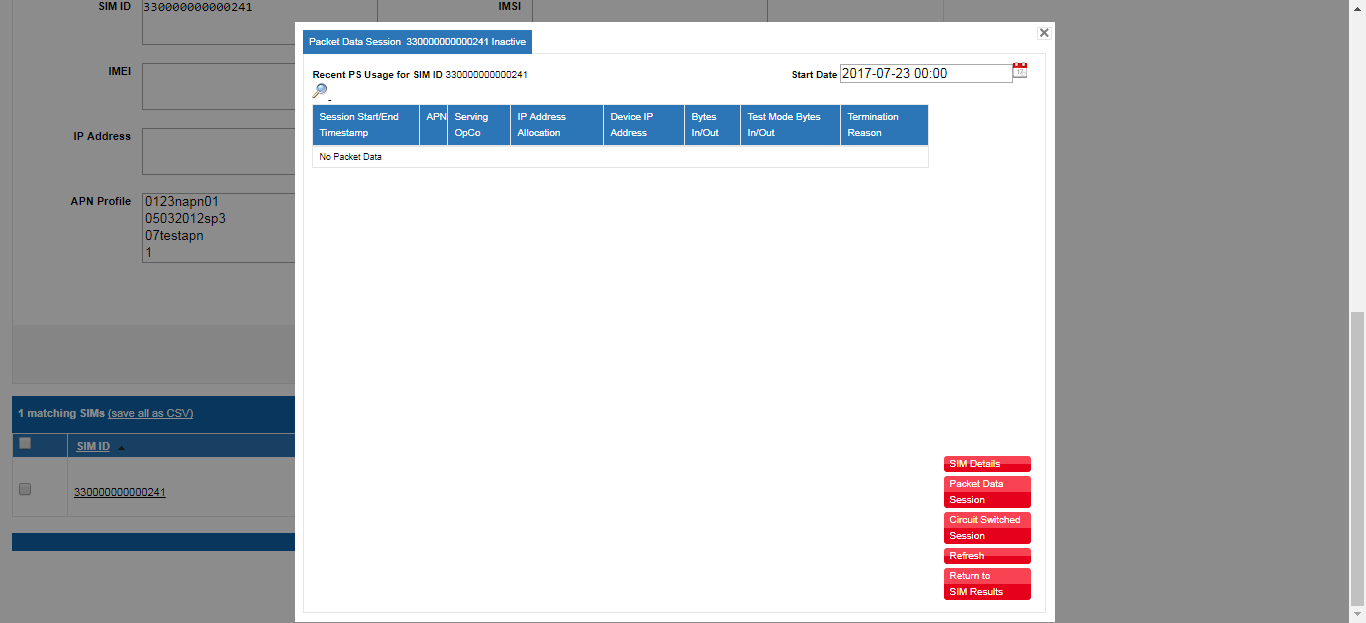 SIM ID 330000000000241 IMSI
Packet Data Session 330000000000241 Inactive
IMEI
Recent PS Usage for SIM ID 330000000000241
Start Date 2017-07-23 00:00
IP Address
APN Profile
0123napn01
05032012sp3
07testapn
1
Session Start/End
Timestamp
APN
Serving
OpCo
IP Address
Allocation
Device IP
Address
Bytes
In/Out
Test Mode Bytes
In/Out
Termination
Reason
No Packet Data
1 matching SIMs (save all as CSV)
SIM ID
330000000000241
SIM Details
Packet Data
Session
Circuit Switched
Session
Refresh
Return to
SIM Results